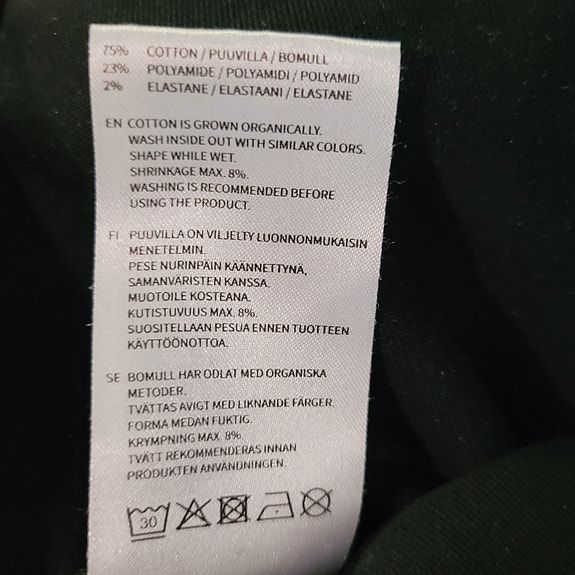 75% COTTON / PUUVILLA / BOMULL
23% POLYAMIDE / POLYAMIDI / POLYAMID
2% ELASTANE / ELASTAANI / ELASTANE
EN COTTON IS GROWN ORGANICALLY.
WASH INSIDE OUT WITH SIMILAR COLORS.
SHAPE WHILE WET.
SHRINKAGE MAX. 8%.
WASHING IS RECOMMENDED BEFORE
USING THE PRODUCT.
FI PUUVILLA ON VILJELTY LUONNONMUKAISIN
MENETELMIN.
PESE NURINPÄIN KÄÄNNETTYNÄ,
SAMANVÄRISTEN KANSSA.
MUOTOILE KOSTEANA.
KUTISTUVUUS MAX. 8%.
SUOSITELLAAN PESUA ENNEN TUOTTEEN
KÄYTTÖÖNOTTOA.
SE BOMULL HAR ODLAT MED ORGANISKA
METODER.
TVÄTTAS AVIGT MED LIKNANDE FÄRGER.
FORMA MEDAN FUKTIG.
KRYMPNING MAX. 8%.
TVÄTT REKOMMENDERAS INNAN
PRODUKTEN ANVÄNDNINGEN.
30